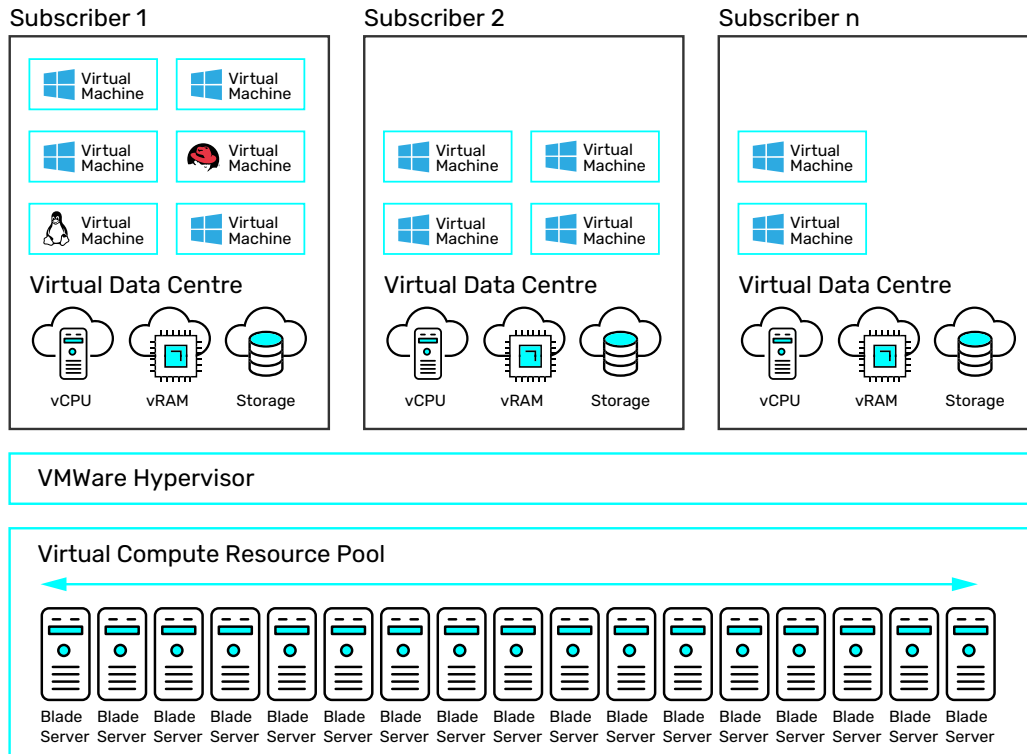 Subscriber 1
Virtual
Machine
Virtual
Machine
Virtual
Machine
Virtual
Machine
Virtual
Machine
Virtual
Machine
Virtual Data Centre
vCPU
vRAM
Storage
Subscriber 2
Virtual
Machine
Virtual
Machine
Virtual
Machine
Virtual
Machine
Virtual Data Centre
vCPU
vRAM
Storage
Subscriber n
Virtual
Machine
Virtual
Machine
Virtual Data Centre
vCPU
vRAM
Storage
VMWare Hypervisor
Virtual Compute Resource Pool
Blade
Server
Blade
Server
Blade
Server
Blade
Server
Blade
Server
Blade
Server
Blade
Server
Blade
Server
Blade
Server
Blade
Server
Blade
Server
Blade
Server
Blade
Server
Blade
Server
Blade
Server
Blade
Server
Blade
Server